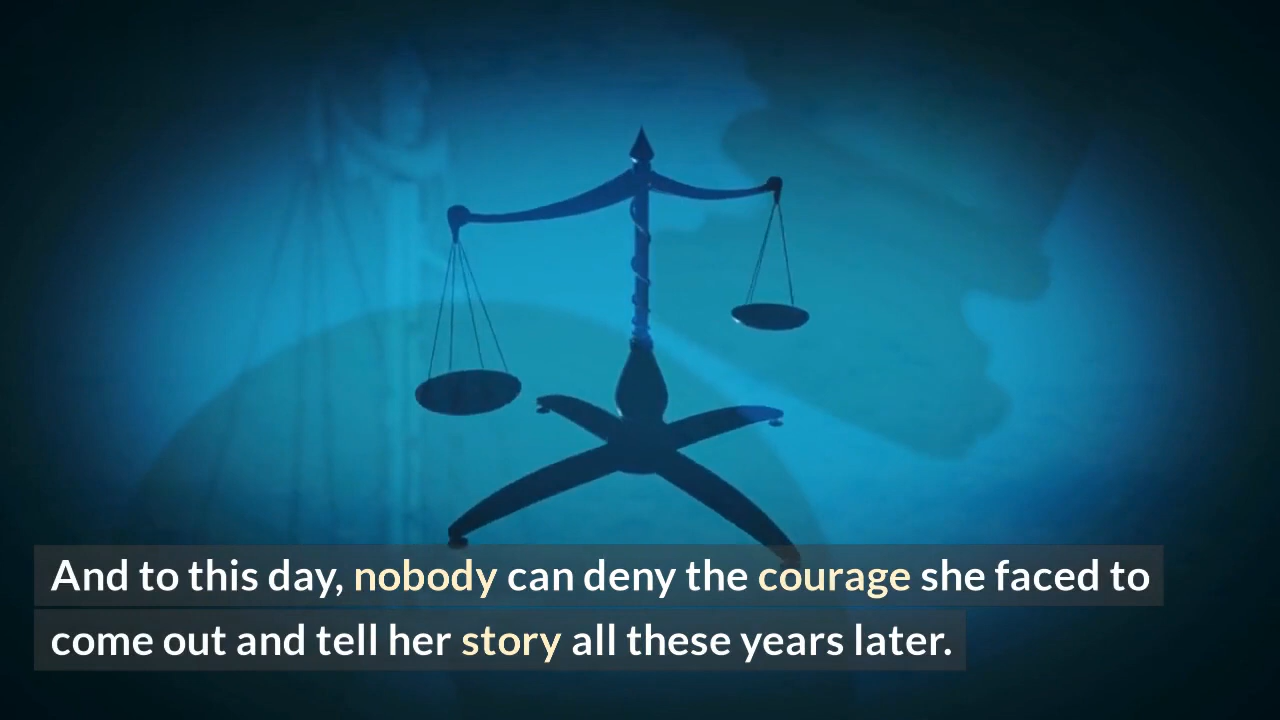 And to this day, nobody can deny the courage she faced to
come out and tell her story all these years later.